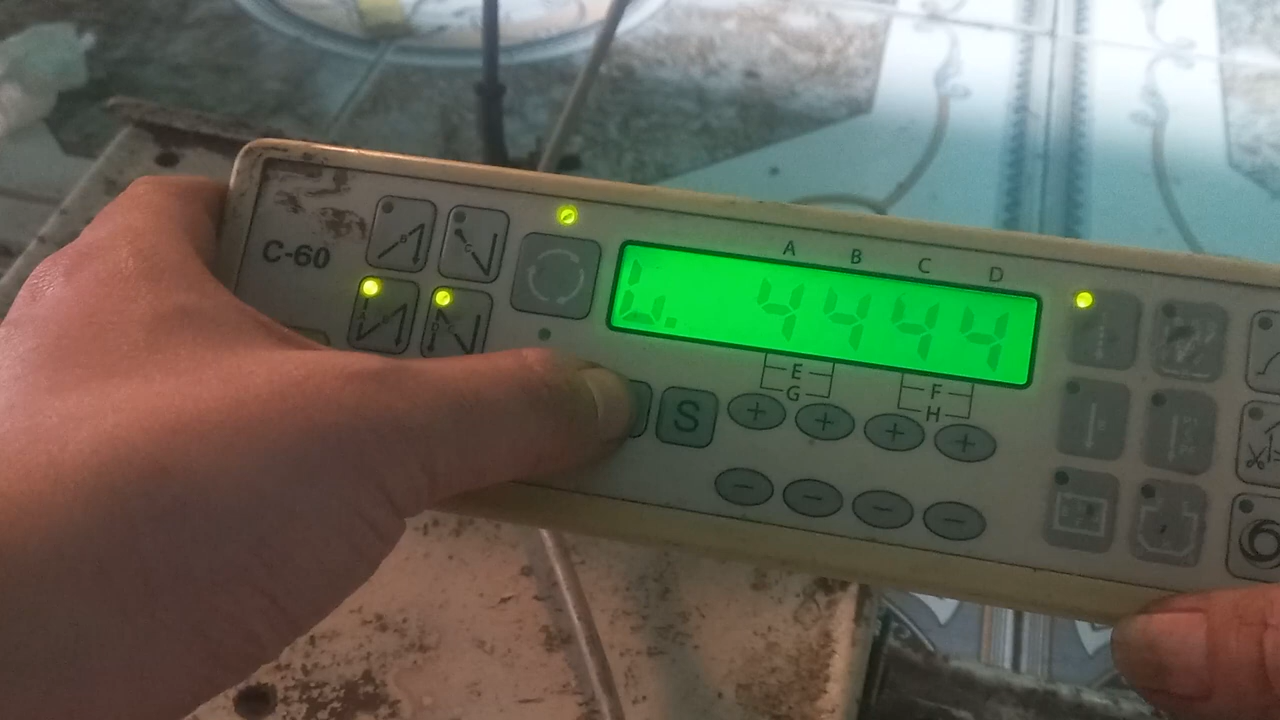 C-60
A B C D
b. 4444
E F
G H
S
+ + + +
− − − −